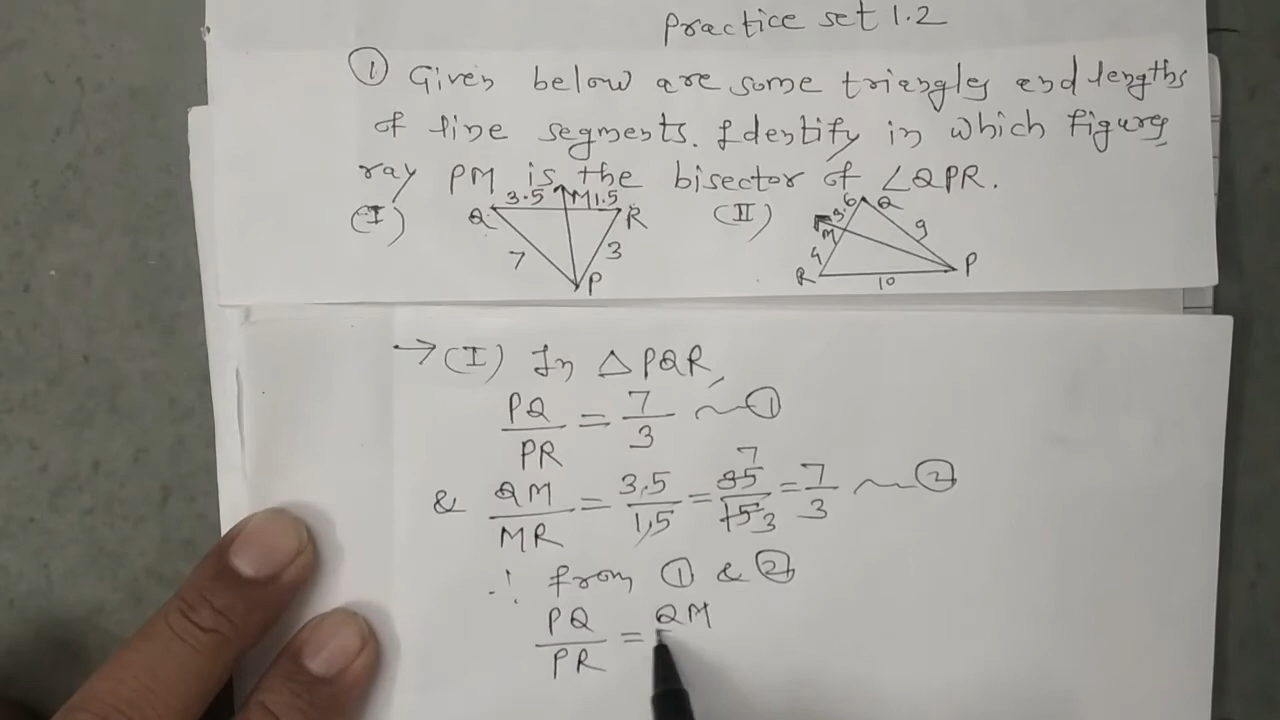 Practice set 1.2
① Given below are some triangles and lengths
of line segments. Identify in which figures
ray PM is the bisector of ∠QPR.
(I) Q 3.5 M 1.5 R 7 3 P
(II) Q 3.6 M 4 R 9 P 10
→ (I) In △PQR,
PQ/PR = 7/3 ~ ①
& QM/MR = 3.5/1.5 = 35/15 = 7/3 ~ ②
∴ from ① & ②
PQ/PR = QM